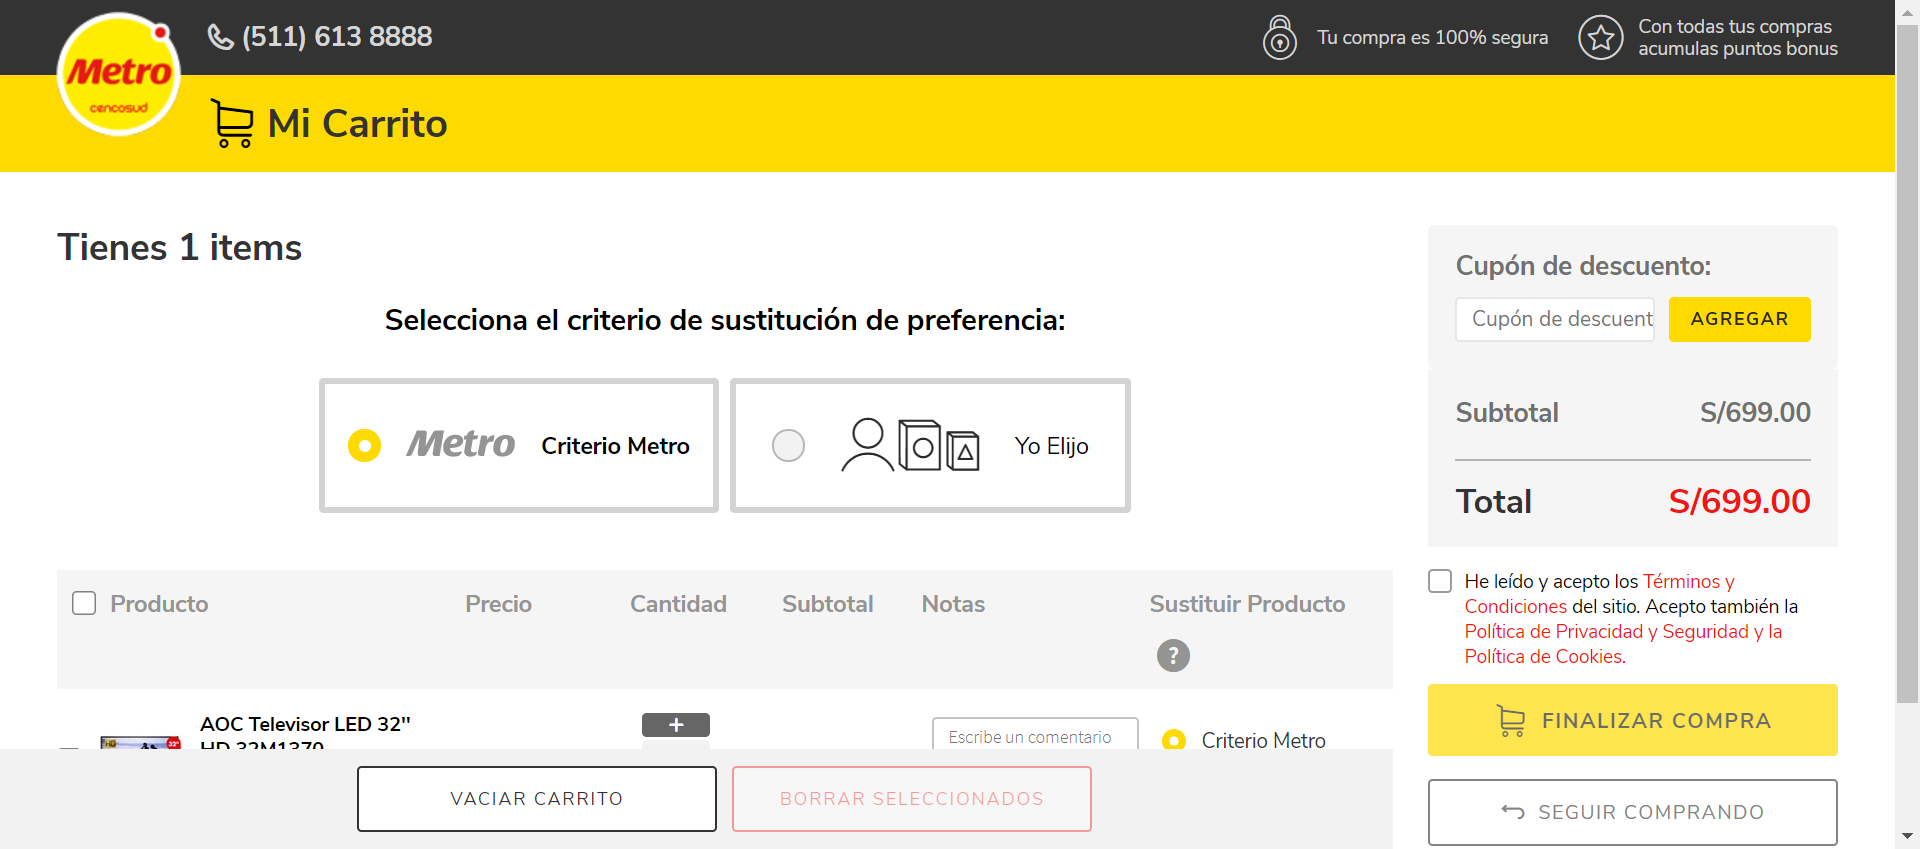 Metro
cencosud
(511) 613 8888
Tu compra es 100% segura
Con todas tus compras
acumulas puntos bonus
Mi Carrito
Tienes 1 items
Selecciona el criterio de sustitución de preferencia:
Metro Criterio Metro
Yo Elijo
Producto Precio Cantidad Subtotal Notas Sustituir Producto
?
AOC Televisor LED 32"
HD 32M1370
HD
32"
+
Escribe un comentario
Criterio Metro
VACIAR CARRITO
BORRAR SELECCIONADOS
Cupón de descuento:
Cupón de descuent
AGREGAR
Subtotal S/699.00
Total S/699.00
He leído y acepto los Términos y
Condiciones del sitio. Acepto también la
Política de Privacidad y Seguridad y la
Política de Cookies.
FINALIZAR COMPRA
SEGUIR COMPRANDO